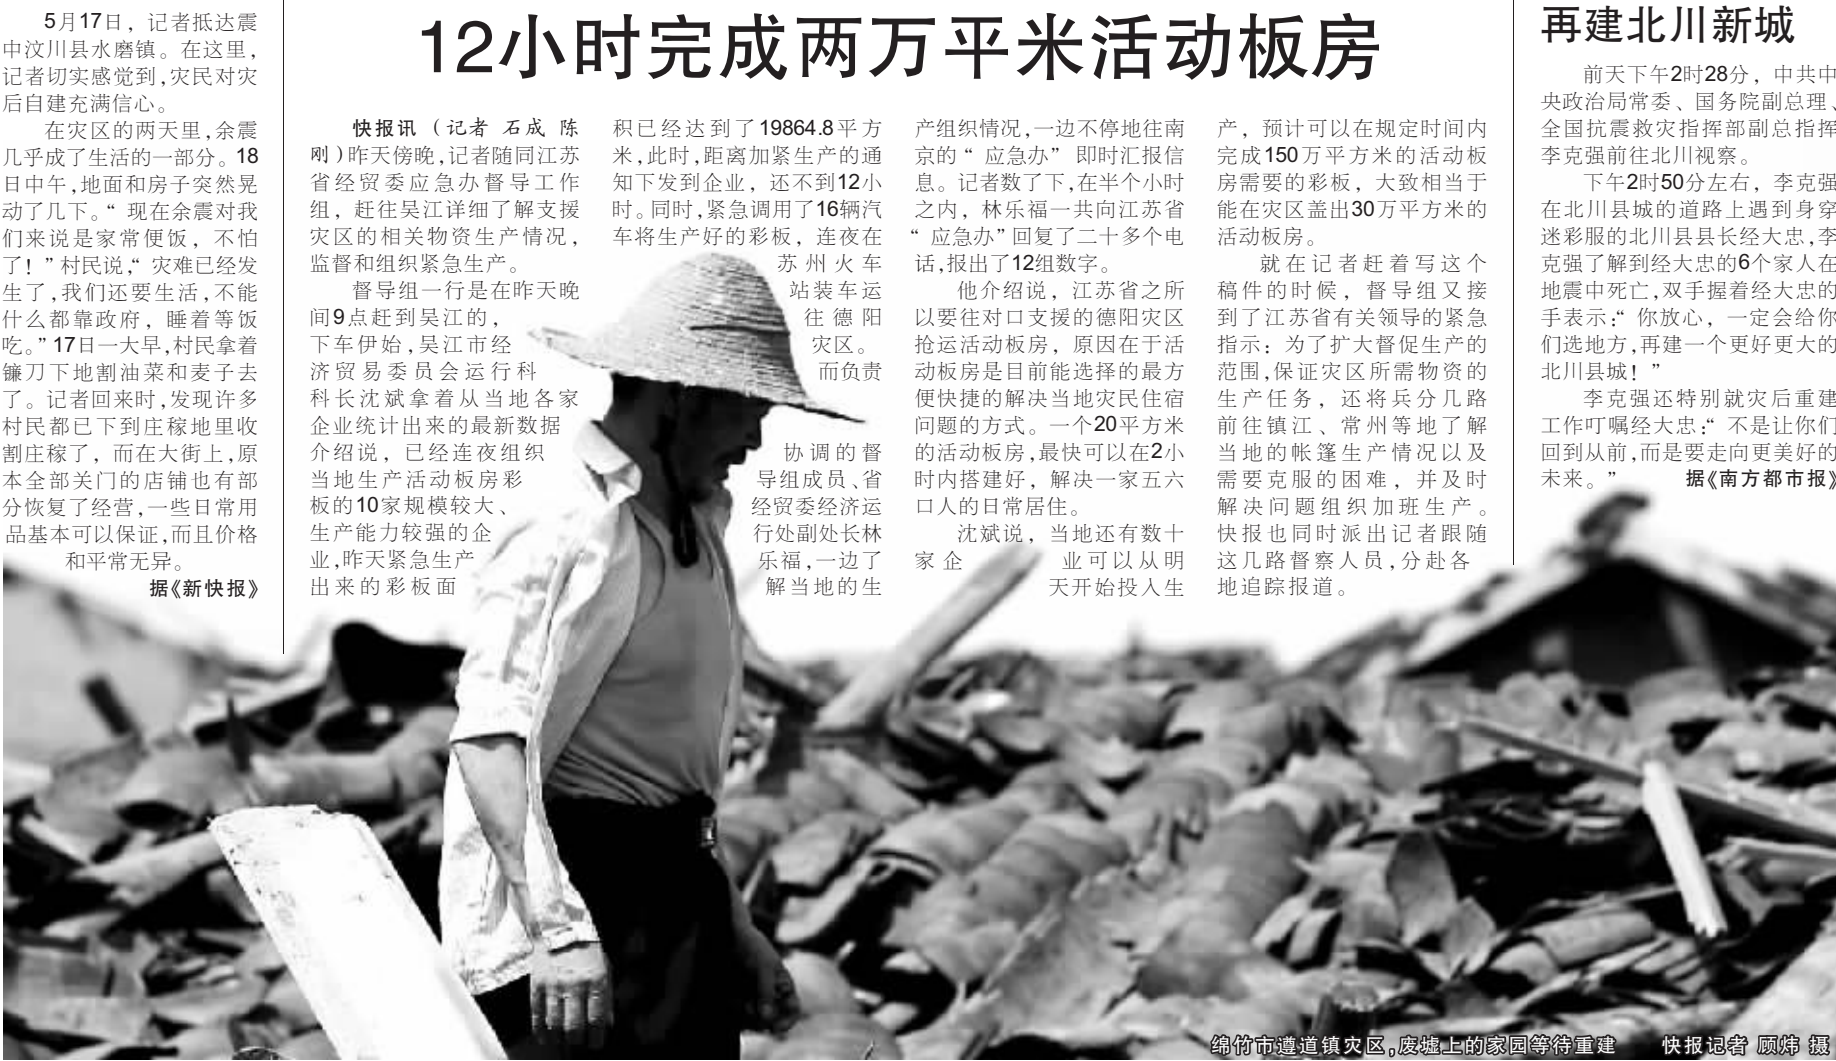 5月17日，记者抵达震
中汶川县水磨镇。在这里，
记者切实感觉到，灾民对灾
后自建充满信心。
在灾区的两天里，余震
几乎成了生活的一部分。18
日中午，地面和房子突然晃
动了几下。“现在余震对我
们来说是家常便饭，不怕
了！”村民说，“灾难已经发
生了，我们还要生活，不能
什么都靠政府，睡着等饭
吃。”17日一大早，村民拿着
镰刀下地割油菜和麦子去
了。记者回来时，发现许多
村民都已下到庄稼地里收
割庄稼了，而在大街上，原
本全部关门的店铺也有部
分恢复了经营，一些日常用
品基本可以保证，而且价格
和平常无异。
据《新快报》
12小时完成两万平米活动板房
快报讯（记者 石成 陈
刚）昨天傍晚，记者随同江苏
省经贸委应急办督导工作
组，赶往吴江详细了解支援
灾区的相关物资生产情况，
监督和组织紧急生产。
督导组一行是在昨天晚
间9点赶到吴江的，
下车伊始，吴江市经
济贸易委员会运行科
科长沈斌拿着从当地各家
企业统计出来的最新数据
介绍说，已经连夜组织
当地生产活动板房彩
板的10家规模较大、
生产能力较强的企
业，昨天紧急生产
出来的彩板面
积已经达到了19864.8平方
米，此时，距离加紧生产的通
知下发到企业，还不到12小
时。同时，紧急调用了16辆汽
车将生产好的彩板，连夜在
苏州火车
站装车运
往德阳
灾区。
而负责
协调的督
导组成员、省
经贸委经济运
行处副处长林
乐福，一边了
解当地的生
产组织情况，一边不停地往南
京的“应急办”即时汇报信
息。记者数了下，在半个小时
之内，林乐福一共向江苏省
“应急办”回复了二十多个电
话，报出了12组数字。
他介绍说，江苏省之所
以要往对口支援的德阳灾区
抢运活动板房，原因在于活
动板房是目前能选择的最方
便快捷的解决当地灾民住宿
问题的方式。一个20平方米
的活动板房，最快可以在2小
时内搭建好，解决一家五六
口人的日常居住。
沈斌说，当地还有数十
家企业可以从明
天开始投入生
产，预计可以在规定时间内
完成150万平方米的活动板
房需要的彩板，大致相当于
能在灾区盖出30万平方米的
活动板房。
就在记者赶着写这个
稿件的时候，督导组又接
到了江苏省有关领导的紧急
指示：为了扩大督促生产的
范围，保证灾区所需物资的
生产任务，还将兵分几路
前往镇江、常州等地了解
当地的帐篷生产情况以及
需要克服的困难，并及时
解决问题组织加班生产。
快报也同时派出记者跟随
这几路督察人员，分赴各
地追踪报道。
再建北川新城
前天下午2时28分，中共中
央政治局常委、国务院副总理、
全国抗震救灾指挥部副总指挥
李克强前往北川视察。
下午2时50分左右，李克强
在北川县城的道路上遇到身穿
迷彩服的北川县县长经大忠，李
克强了解到经大忠的6个家人在
地震中死亡，双手握着经大忠的
手表示：“你放心，一定会给你
们选地方，再建一个更好更大的
北川县城！”
李克强还特别就灾后重建
工作叮嘱经大忠：“不是让你们
回到从前，而是要走向更美好的
未来。” 据《南方都市报》
绵竹市遵道镇灾区，废墟上的家园等待重建 快报记者 顾炜 摄